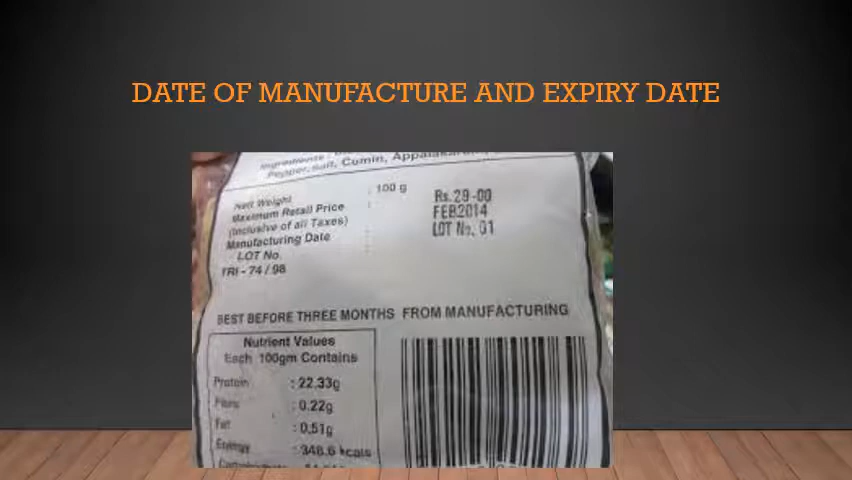 DATE OF MANUFACTURE AND EXPIRY DATE
Ingredients :
Pepper, Salt, Cumin,
Nett Weight : 100 g
Maximum Retail Price : Rs.29-00
(Inclusive of all Taxes) FEB2014
Manufacturing Date : LOT No. 01
LOT No. :
TRI - 74 / 98
BEST BEFORE THREE MONTHS FROM MANUFACTURING
Nutrient Values
Each 100gm Contains
Protein : 22.33g
Fibre : 0.22g
Fat : 0.51g
Energy : 348.6 kcals